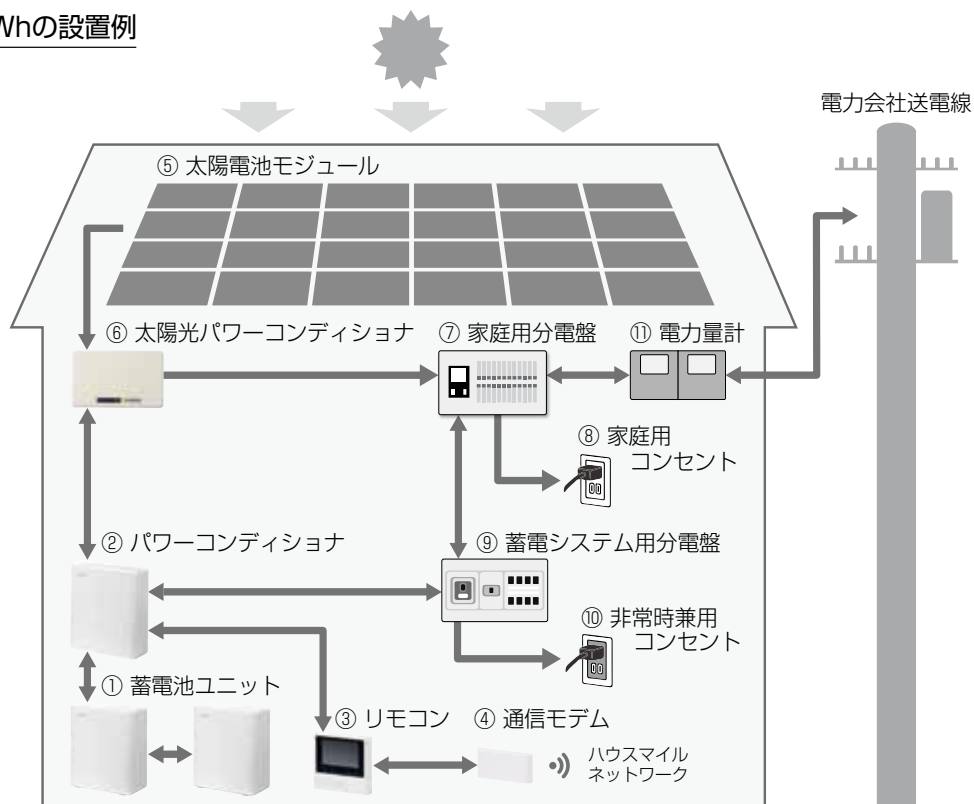 Whの設置例
電力会社送電線
⑤ 太陽電池モジュール
⑥ 太陽光パワーコンディショナ
⑦ 家庭用分電盤
⑪ 電力量計
⑧ 家庭用
コンセント
② パワーコンディショナ
⑨ 蓄電システム用分電盤
⑩ 非常時兼用
コンセント
① 蓄電池ユニット
③ リモコン
④ 通信モデム
ハウスマイル
ネットワーク